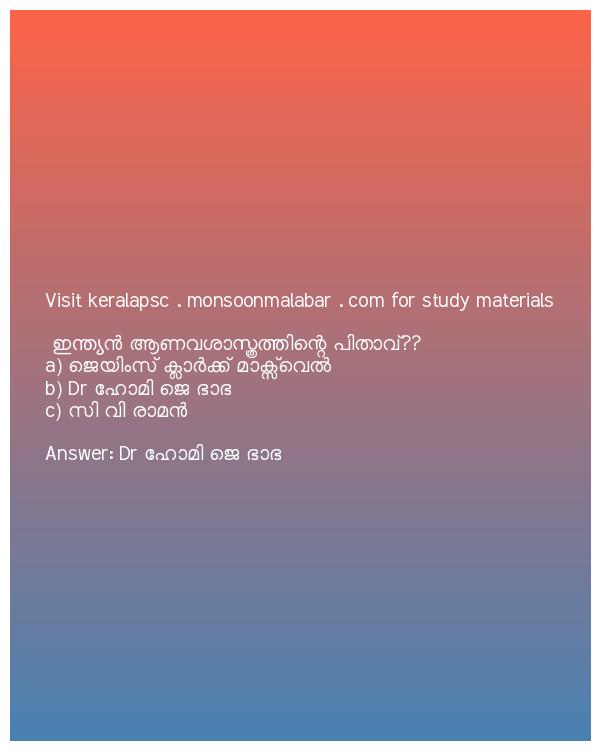 Visit keralapsc . monsoonmalabar . com for study materials
ഇന്ത്യൻ ആണവശാസ്ത്രത്തിന്റെ പിതാവ്??
a) ജെയിംസ് ക്ലാർക്ക് മാക്സ്‌വെൽ
b) Dr ഹോമി ജെ ഭാഭ
c) സി വി രാമൻ
Answer: Dr ഹോമി ജെ ഭാഭ